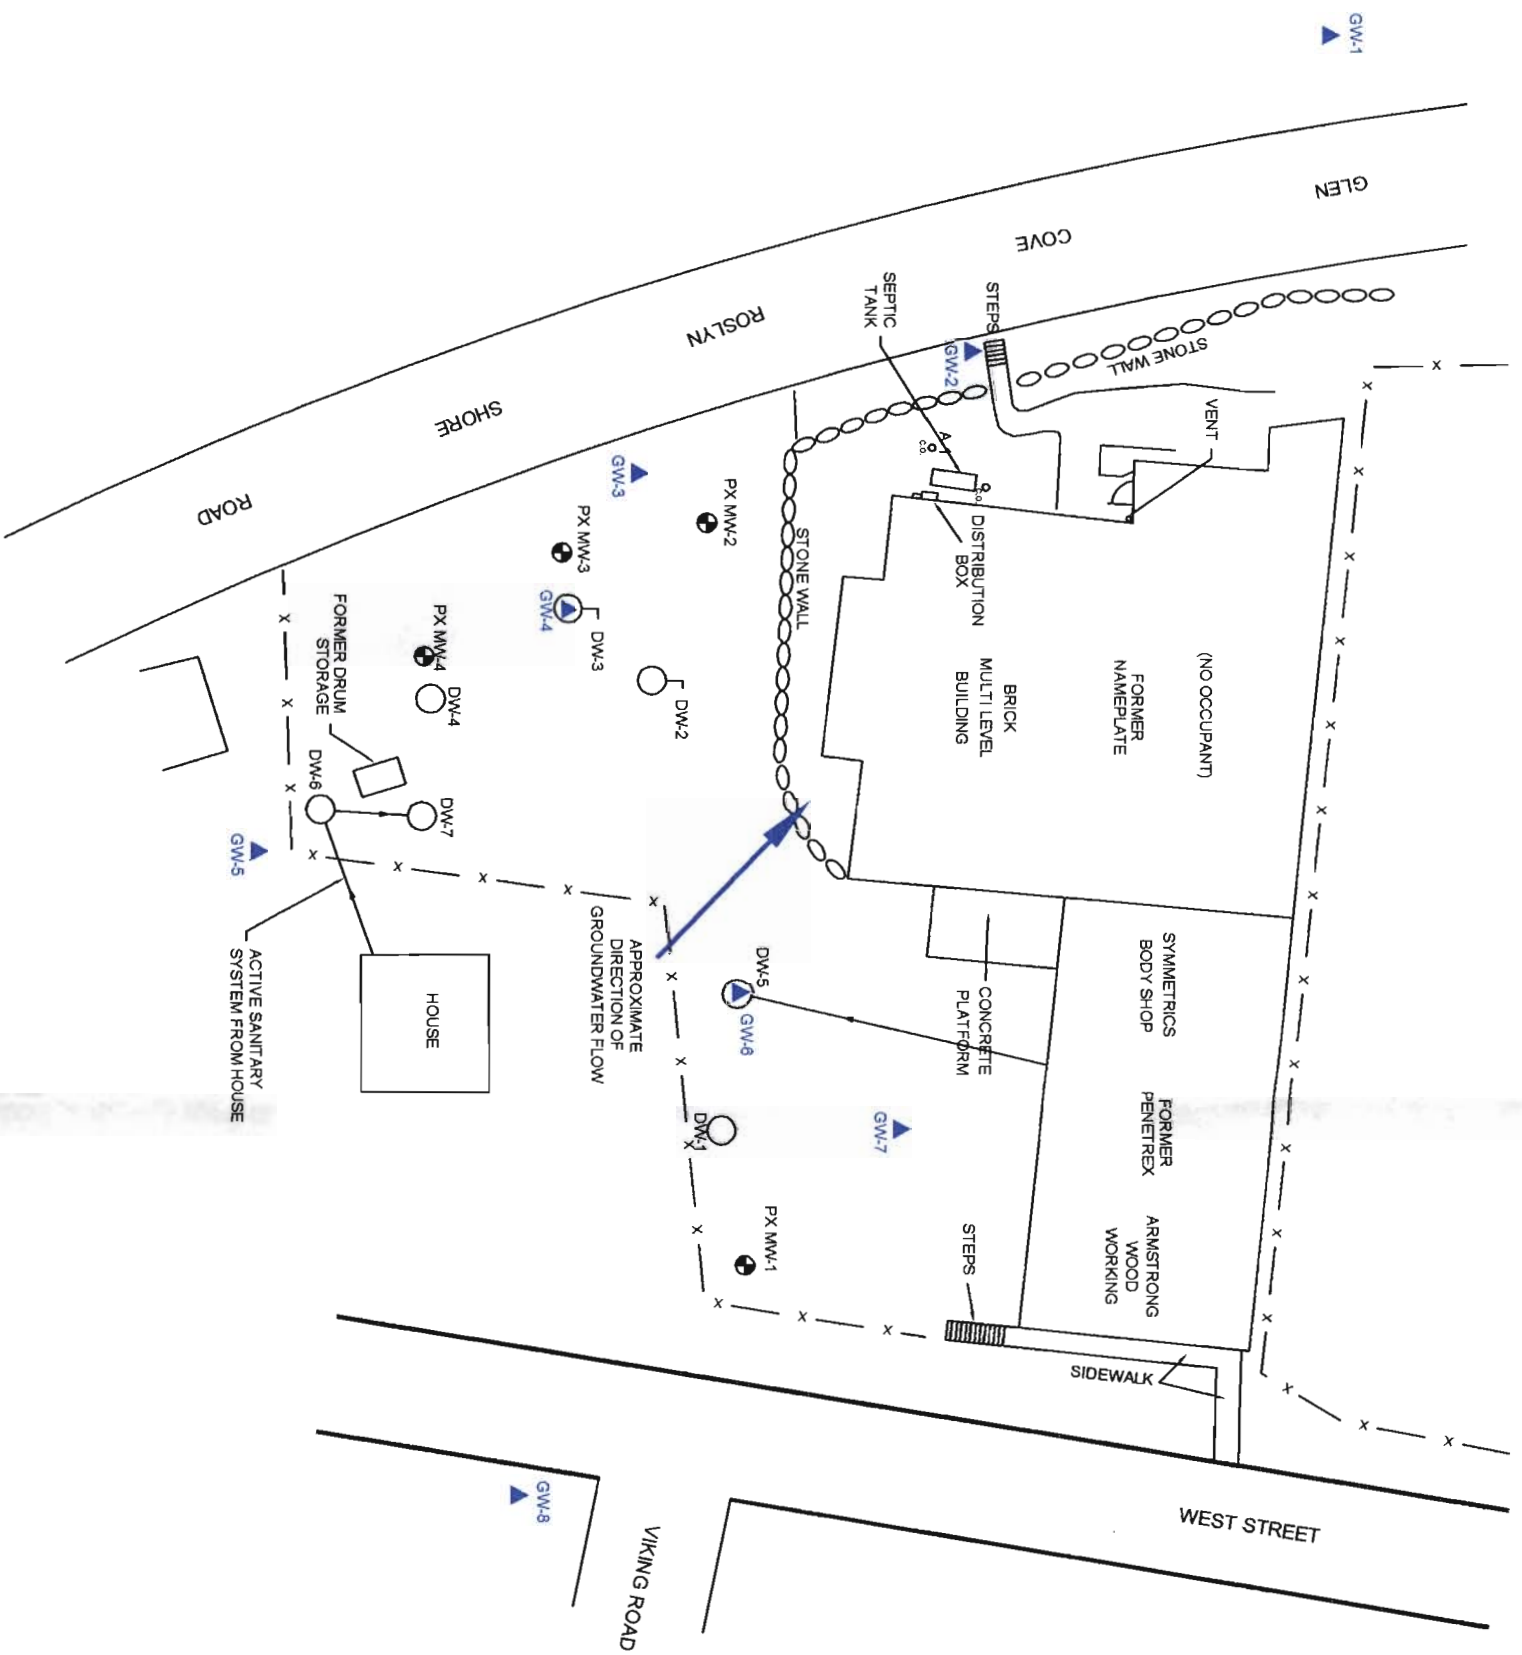 GW-1
GLEN
COVE
ROSLYN
SHORE
ROAD
STEPS
SEPTIC
TANK
GW-2
STONE WALL
VENT
A
C.O.
C.O.
DISTRIBUTION
BOX
STONE WALL
GW-3
PX MW-2
PX MW-3
GW-4
DW-3
DW-2
PX MW-4
DW-4
FORMER DRUM
STORAGE
DW-6
DW-7
GW-5
(NO OCCUPANT)
FORMER
NAMEPLATE
BRICK
MULTI LEVEL
BUILDING
SYMMETRICS
BODY SHOP
FORMER
PENETREX
ARMSTRONG
WOOD
WORKING
CONCRETE
PLATFORM
APPROXIMATE
DIRECTION OF
GROUNDWATER FLOW
DW-5
GW-6
HOUSE
ACTIVE SANITARY
SYSTEM FROM HOUSE
DW-1
GW-7
PX MW-1
STEPS
SIDEWALK
WEST STREET
GW-8
VIKING ROAD